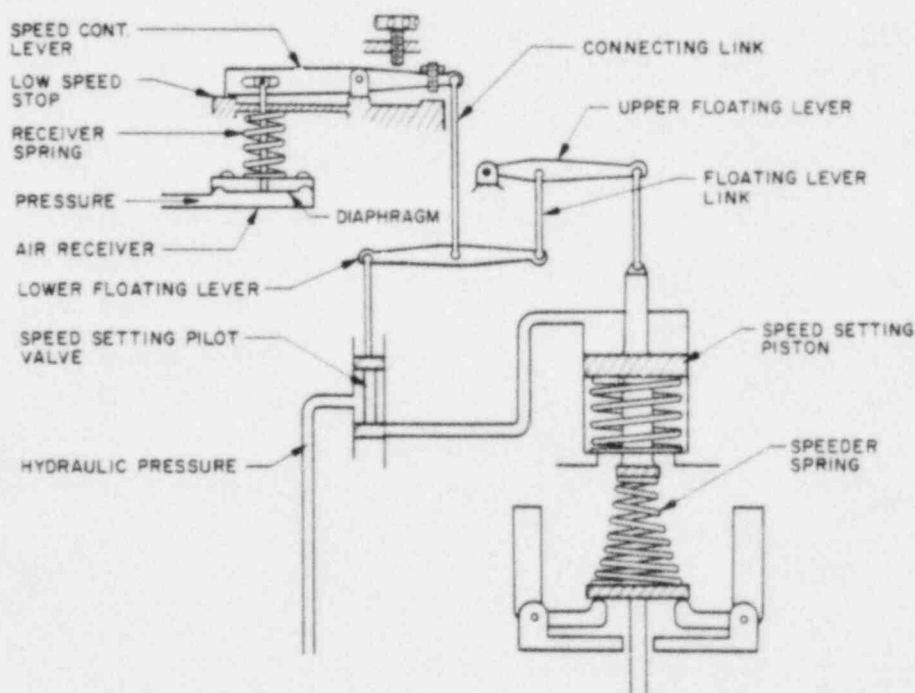 SPEED CONT.
LEVER
LOW SPEED
STOP
RECEIVER
SPRING
PRESSURE
DIAPHRAGM
AIR RECEIVER
LOWER FLOATING LEVER
SPEED SETTING PILOT
VALVE
HYDRAULIC PRESSURE
CONNECTING LINK
UPPER FLOATING LEVER
FLOATING LEVER
LINK
SPEED SETTING
PISTON
SPEEDER
SPRING